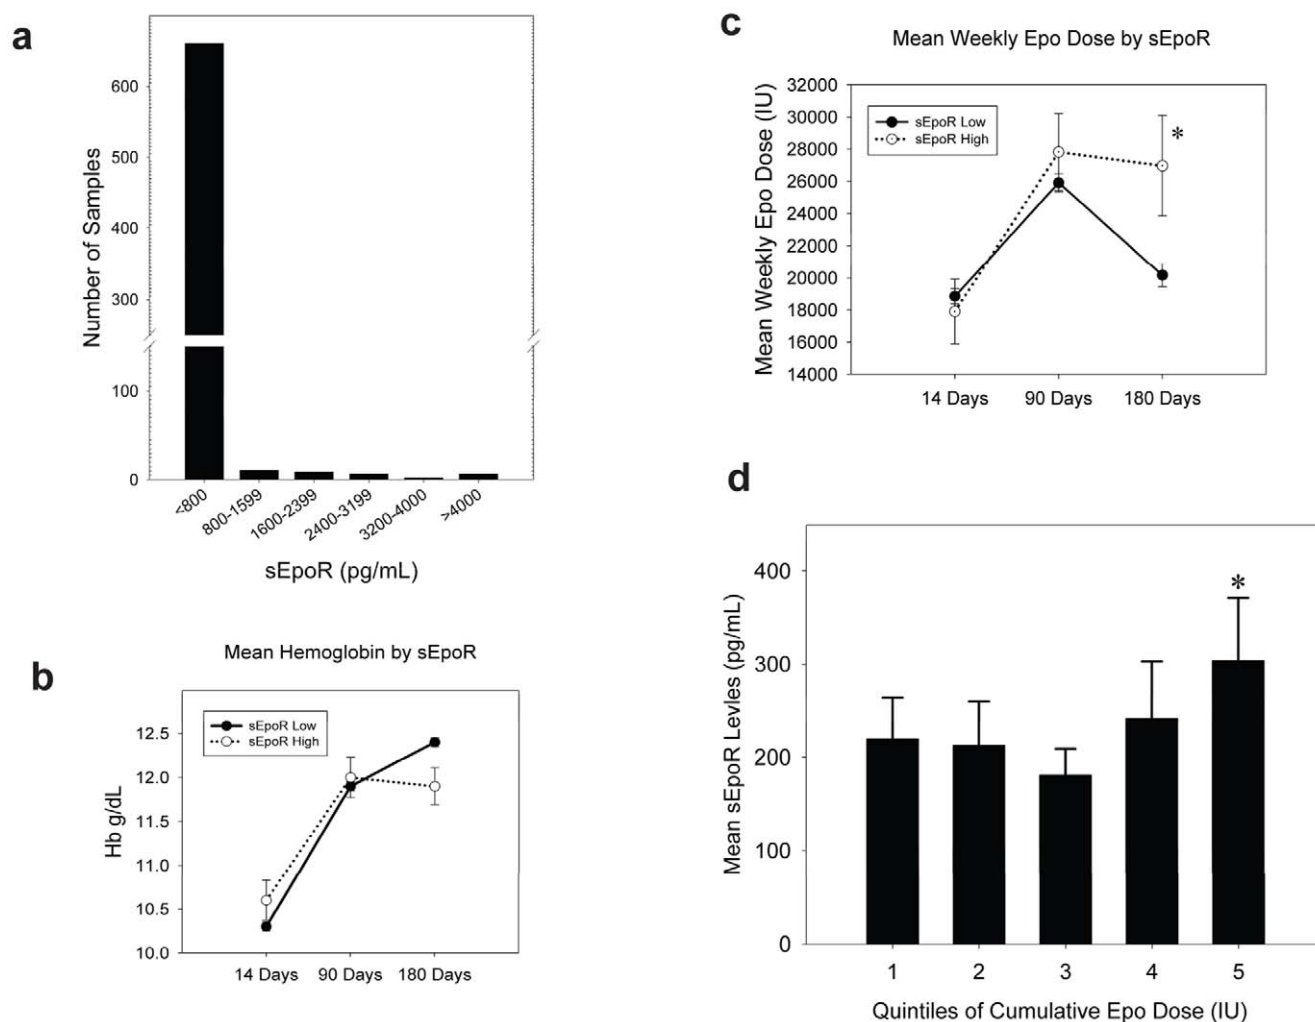 a
Number of Samples
600
500
400
300
100
0
<800
800-1599
1600-2399
2400-3199
3200-4000
>4000
sEpoR (pg/mL)
b
Mean Hemoglobin by sEpoR
sEpoR Low
sEpoR High
Hb g/dL
12.5
12.0
11.5
11.0
10.5
10.0
14 Days 90 Days 180 Days
c
Mean Weekly Epo Dose by sEpoR
sEpoR Low
sEpoR High
*
Mean Weekly Epo Dose (IU)
32000
30000
28000
26000
24000
22000
20000
18000
16000
14000
14 Days 90 Days 180 Days
d
Mean sEpoR Levles (pg/mL)
400
300
200
100
0
*
1 2 3 4 5
Quintiles of Cumulative Epo Dose (IU)